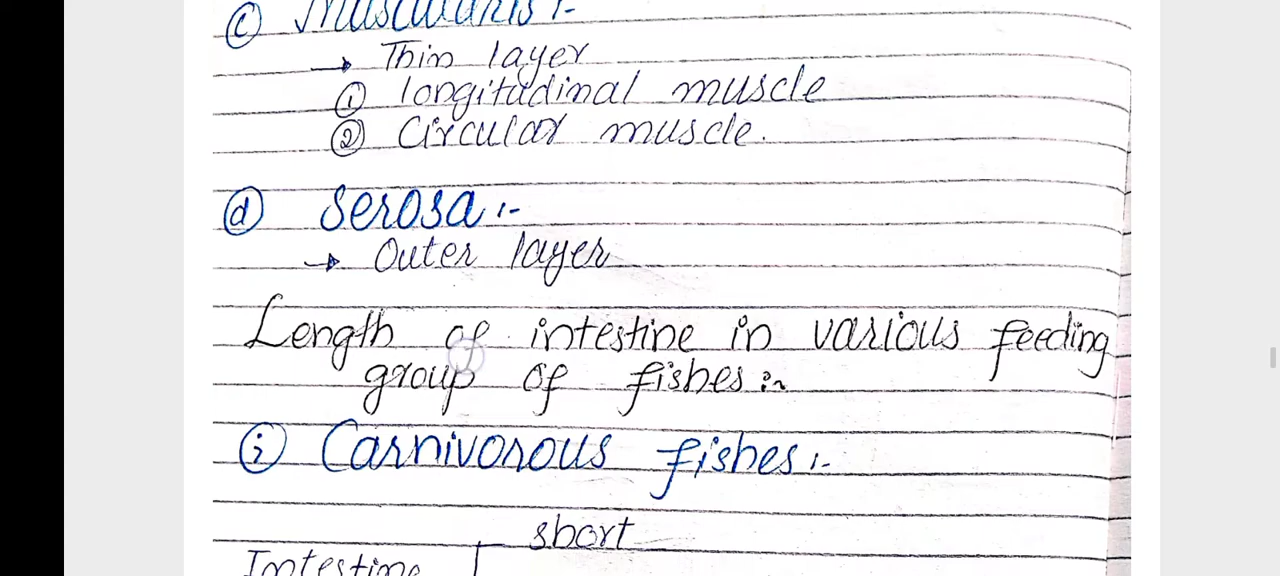 (c) Muscularis :-
→ Thin layer
① longitudinal muscle
② Circular muscle.
(d) Serosa :-
→ Outer layer
Length of intestine in various feeding
group of fishes :-
(i) Carnivorous fishes :-
short
Intestine